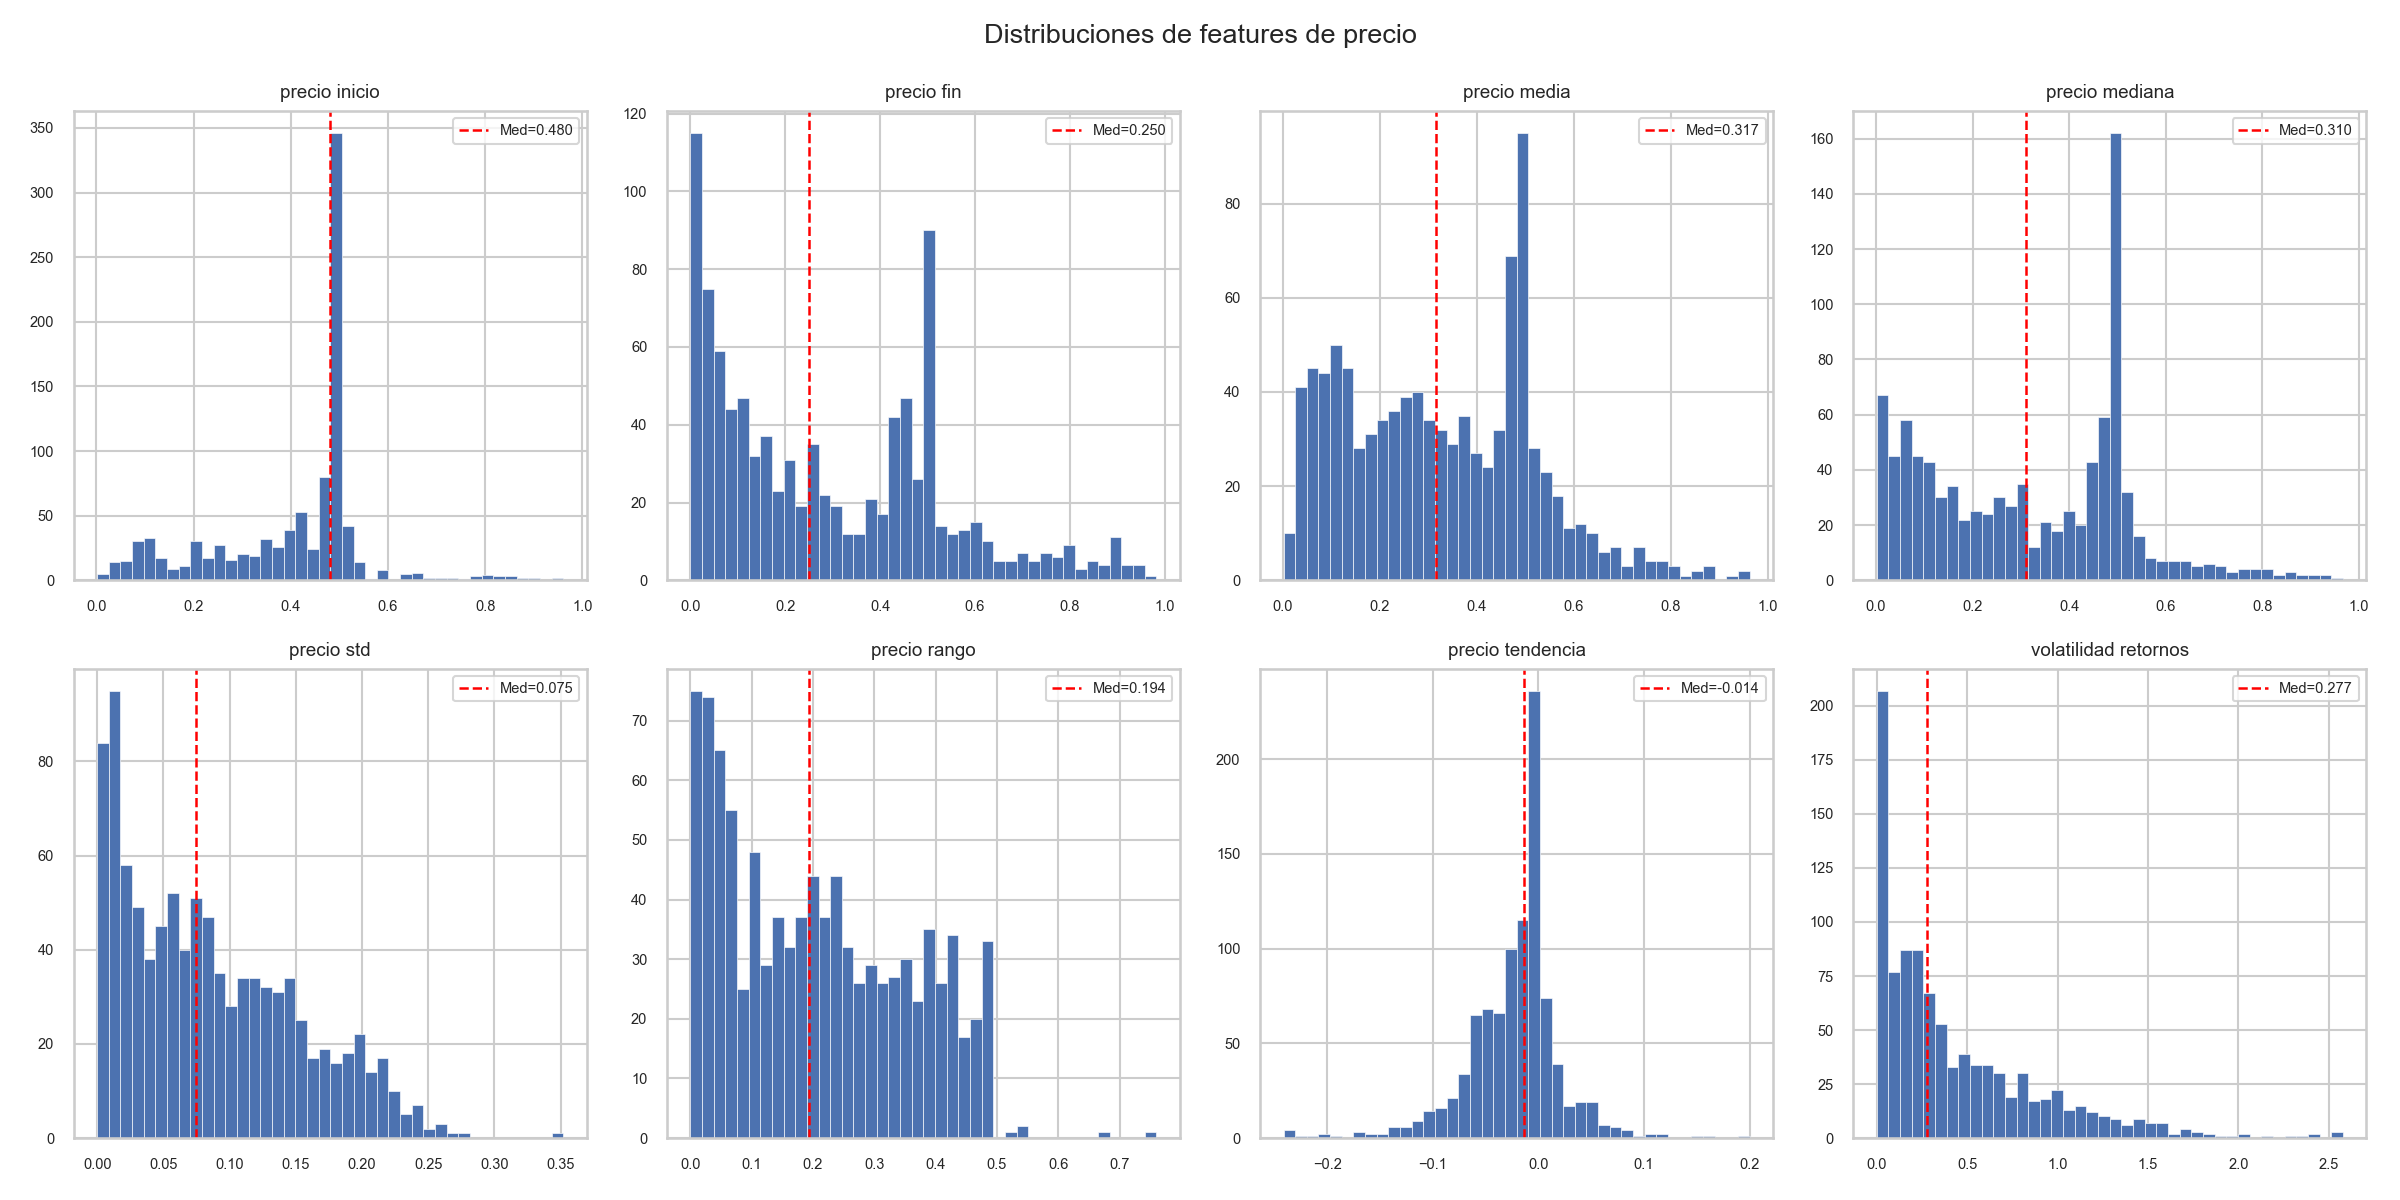 Distribuciones de features de precio
precio inicio
Med=0.480
350
300
250
200
150
100
50
0
0.0 0.2 0.4 0.6 0.8 1.0
precio fin
Med=0.250
120
100
80
60
40
20
0
0.0 0.2 0.4 0.6 0.8 1.0
precio media
Med=0.317
80
60
40
20
0
0.0 0.2 0.4 0.6 0.8 1.0
precio mediana
Med=0.310
160
140
120
100
80
60
40
20
0
0.0 0.2 0.4 0.6 0.8 1.0
precio std
Med=0.075
80
60
40
20
0
0.00 0.05 0.10 0.15 0.20 0.25 0.30 0.35
precio rango
Med=0.194
70
60
50
40
30
20
10
0
0.0 0.1 0.2 0.3 0.4 0.5 0.6 0.7
precio tendencia
Med=-0.014
200
150
100
50
0
−0.2 −0.1 0.0 0.1 0.2
volatilidad retornos
Med=0.277
200
175
150
125
100
75
50
25
0
0.0 0.5 1.0 1.5 2.0 2.5